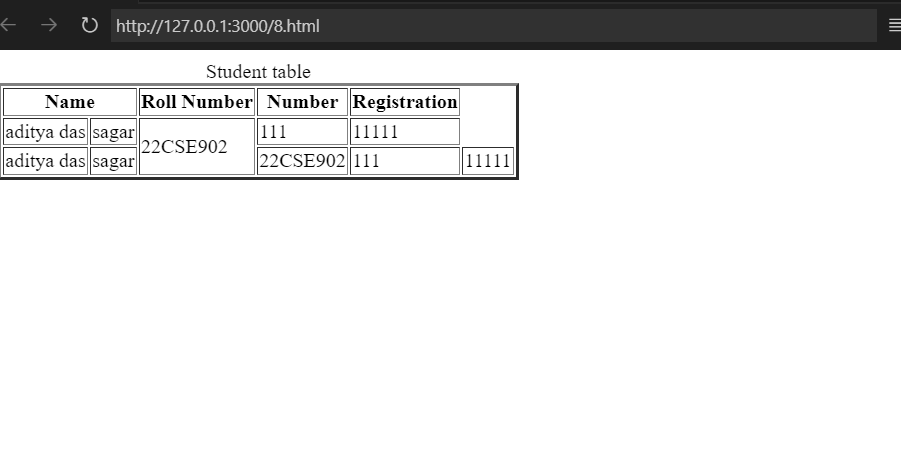 http://127.0.0.1:3000/8.html
Student table
Name Roll Number Number Registration
aditya das sagar 22CSE902 111 11111
aditya das sagar 22CSE902 111 11111